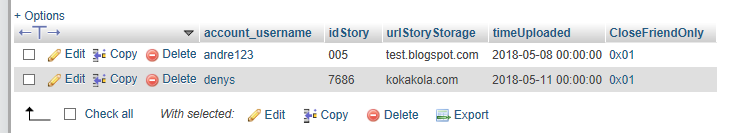 + Options
←T→ ▼ account_username idStory urlStoryStorage timeUploaded CloseFriendOnly
Edit Copy Delete andre123 005 test.blogspot.com 2018-05-08 00:00:00 0x01
Edit Copy Delete denys 7686 kokakola.com 2018-05-11 00:00:00 0x01
Check all With selected: Edit Copy Delete Export